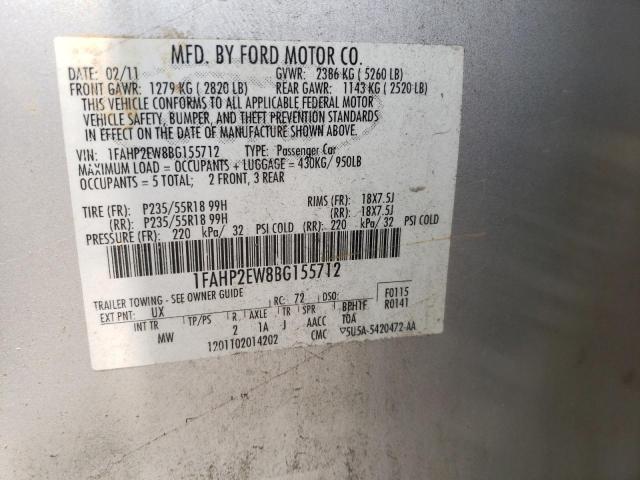 MFD. BY FORD MOTOR CO.
DATE: 02/11 GVWR: 2386 KG ( 5260 LB)
FRONT GAWR: 1279 KG ( 2820 LB) REAR GAWR: 1143 KG ( 2520 LB)
THIS VEHICLE CONFORMS TO ALL APPLICABLE FEDERAL MOTOR
VEHICLE SAFETY, BUMPER, AND THEFT PREVENTION STANDARDS
IN EFFECT ON THE DATE OF MANUFACTURE SHOWN ABOVE.
VIN: 1FAHP2EW8BG155712 TYPE: Passenger Car
MAXIMUM LOAD = OCCUPANTS + LUGGAGE = 430KG/ 950LB
OCCUPANTS = 5 TOTAL; 2 FRONT, 3 REAR
TIRE (FR): P235/55R18 99H RIMS (FR): 18X7.5J
(RR): P235/55R18 99H (RR): 18X7.5J
PRESSURE (FR): 220 kPa/ 32 PSI COLD (RR): 220 kPa/ 32 PSI COLD
1FAHP2EW8BG155712
TRAILER TOWING - SEE OWNER GUIDE
EXT PNT: UX RC: 72 DSO: F0115
INT TR TP/PS R AXLE TR SPR BPHTF R0141
MW 2 1A J AACC TOA
1201102014202 CMC 5U5A-5420472-AA